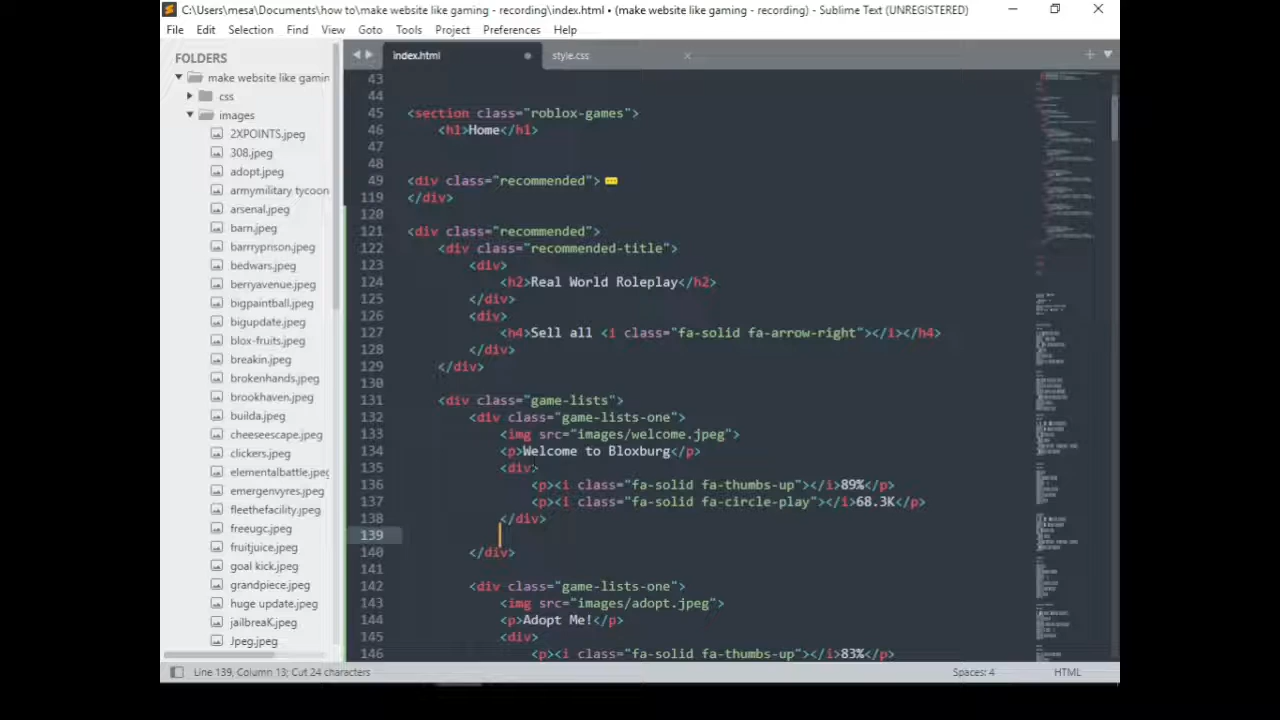 C:\Users\mesa\Documents\how to\make website like gaming - recording\index.html • (make website like gaming - recording) - Sublime Text (UNREGISTERED)
File Edit Selection Find View Goto Tools Project Preferences Help
FOLDERS
make website like gamin
css
images
2XPOINTS.jpeg
308.jpeg
adopt.jpeg
armymilitary tycoon
arsenal.jpeg
barn.jpeg
barrryprison.jpeg
bedwars.jpeg
berryavenue.jpeg
bigpaintball.jpeg
bigupdate.jpeg
blox-fruits.jpeg
breakin.jpeg
brokenhands.jpeg
brookhaven.jpeg
builda.jpeg
cheeseescape.jpeg
clickers.jpeg
elementalbattle.jpeg
emergenvyres.jpeg
fleethefacility.jpeg
freeugc.jpeg
fruitjuice.jpeg
goal kick.jpeg
grandpiece.jpeg
huge update.jpeg
jailbreaK.jpeg
Jpeg.jpeg
index.html style.css
43
44
45 <section class="roblox-games">
46 <h1>Home</h1>
47
48
49 <div class="recommended">
119 </div>
120
121 <div class="recommended">
122 <div class="recommended-title">
123 <div>
124 <h2>Real World Roleplay</h2>
125 </div>
126 <div>
127 <h4>Sell all <i class="fa-solid fa-arrow-right"></i></h4>
128 </div>
129 </div>
130
131 <div class="game-lists">
132 <div class="game-lists-one">
133 <img src="images/welcome.jpeg">
134 <p>Welcome to Bloxburg</p>
135 <div>
136 <p><i class="fa-solid fa-thumbs-up"></i>89%</p>
137 <p><i class="fa-solid fa-circle-play"></i>68.3K</p>
138 </div>
139
140 </div>
141
142 <div class="game-lists-one">
143 <img src="images/adopt.jpeg">
144 <p>Adopt Me!</p>
145 <div>
146 <p><i class="fa-solid fa-thumbs-up"></i>83%</p>
Line 139, Column 13; Cut 24 characters Spaces: 4 HTML